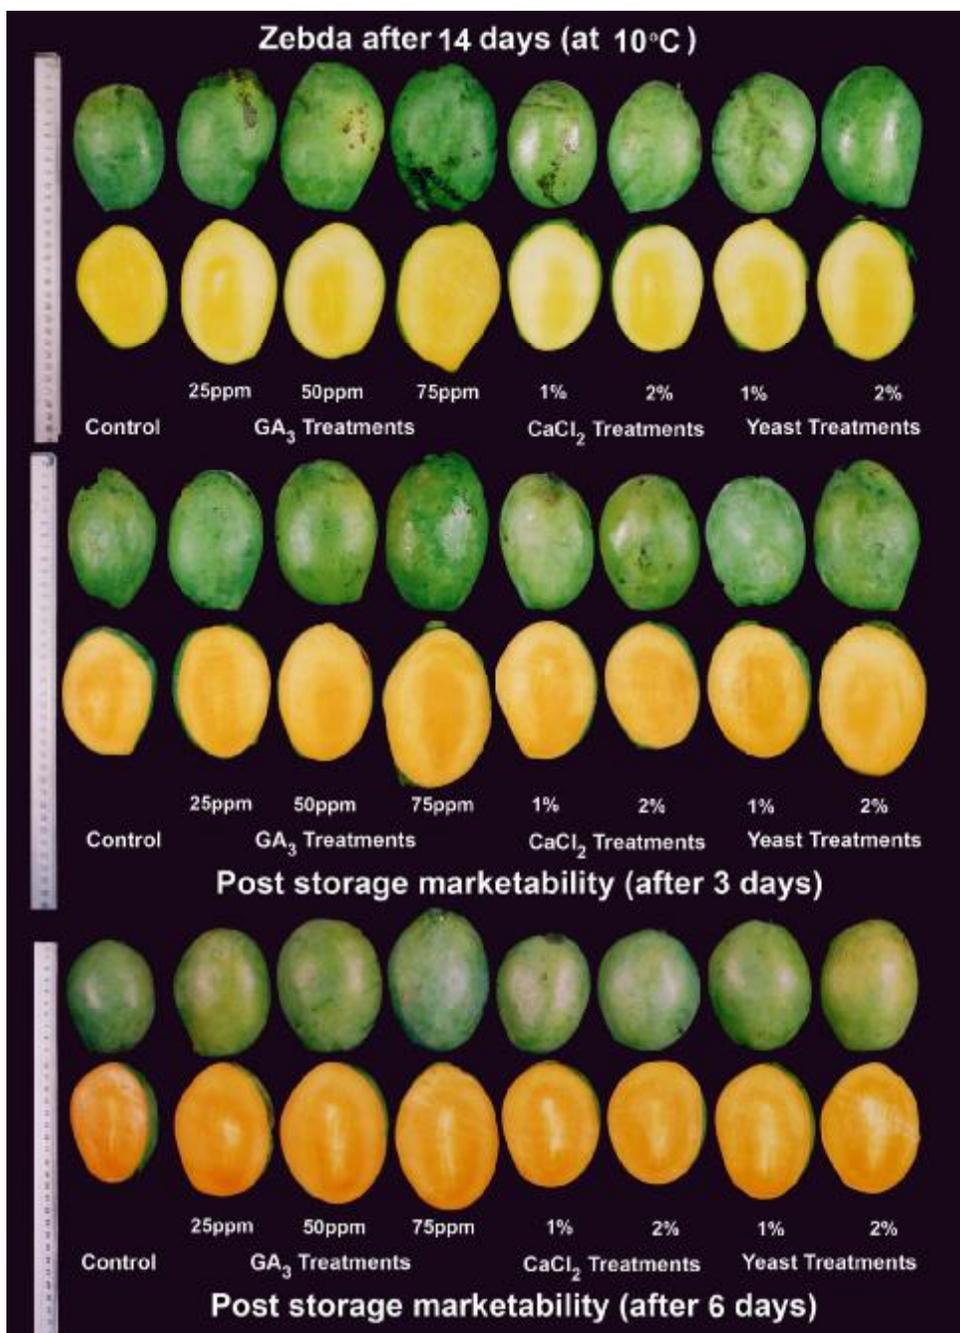 Zebda after 14 days (at 10°C)
25ppm 50ppm 75ppm 1% 2% 1% 2%
Control GA3 Treatments CaCl2 Treatments Yeast Treatments
25ppm 50ppm 75ppm 1% 2% 1% 2%
Control GA3 Treatments CaCl2 Treatments Yeast Treatments
Post storage marketability (after 3 days)
25ppm 50ppm 75ppm 1% 2% 1% 2%
Control GA3 Treatments CaCl2 Treatments Yeast Treatments
Post storage marketability (after 6 days)